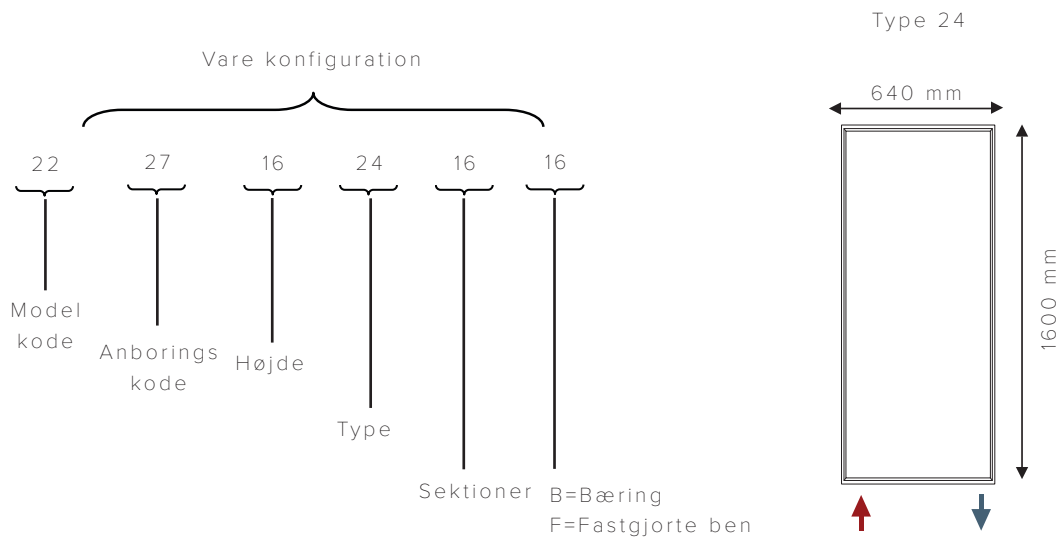 Type 24
Vare konfiguration
640 mm
22 27 16 24 16 16
1600 mm
Model
kode
Anborings
kode
Højde
Type
Sektioner
B=Bæring
F=Fastgjorte ben